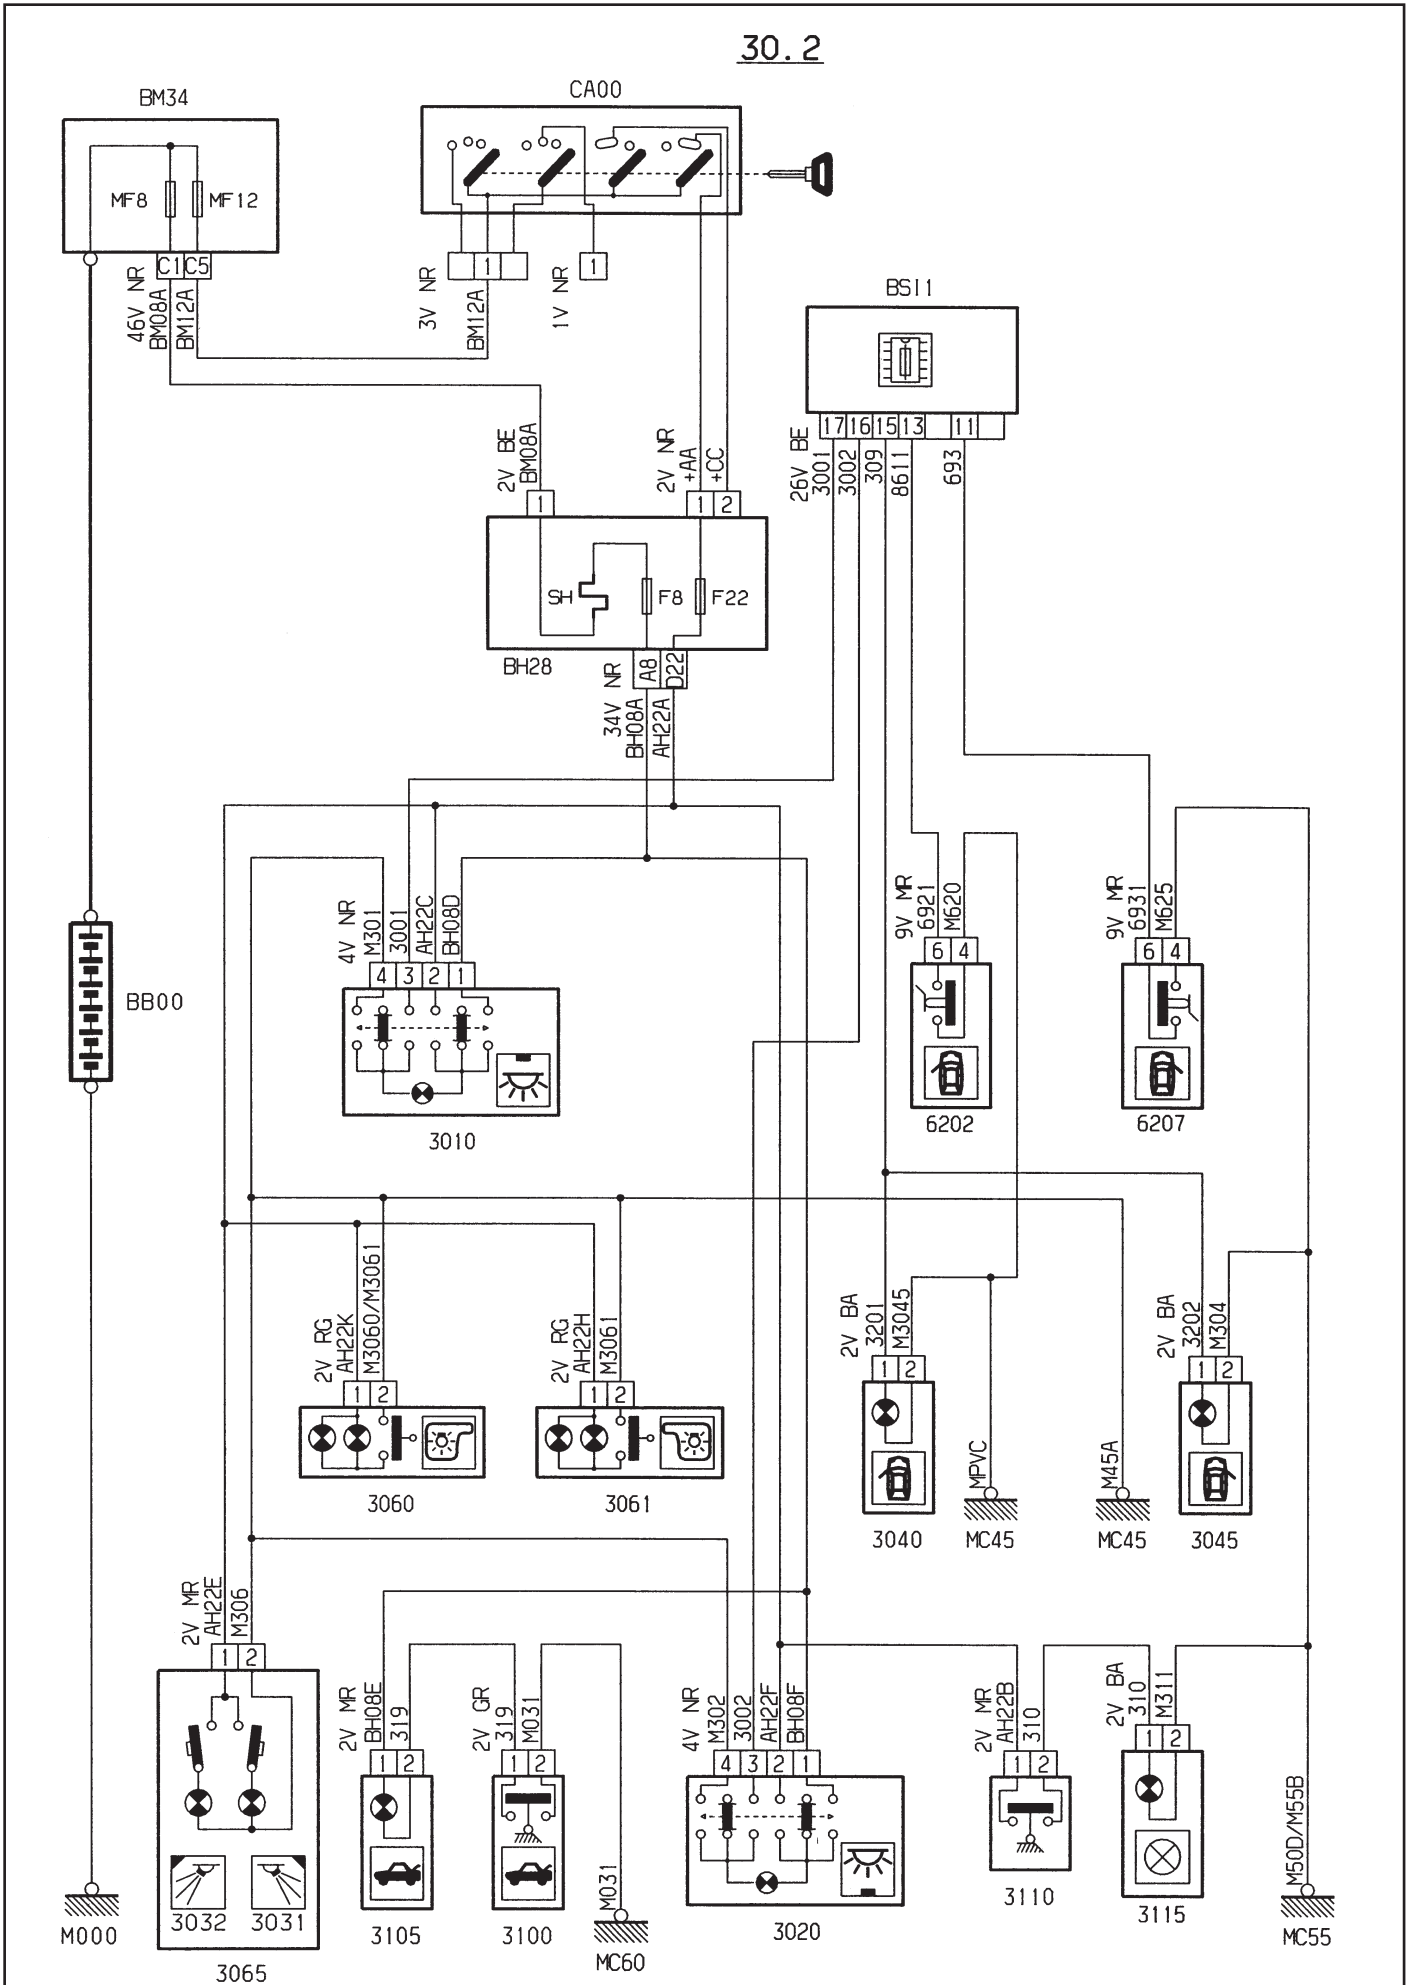 30.2
BM34
CA00
MF8
MF12
C1
C5
46V NR
BM08A
BM12A
3V NR
1
BM12A
1V NR
1
BSI1
17
16
15
13
11
26V BE
3001
3002
309
8611
693
2V BE
BM08A
2V NR
+AA
+CC
1
1
2
SH
F8
F22
BH28
A8
D22
34V NR
BH08A
AH22A
4V NR
M301
3001
AH22C
BH08D
4
3
2
1
3010
BB00
9V MR
6921
M620
6
4
6202
9V MR
6931
M625
6
4
6207
2V RG
AH22K
M3060/M3061
1
2
3060
2V RG
AH22H
M3061
1
2
3061
2V BA
3201
M3045
1
2
3040
MPVC
MC45
M45A
MC45
2V BA
3202
M304
1
2
3045
2V MR
AH22E
M306
1
2
3032
3031
3065
M000
2V MR
BH08E
319
1
2
3105
2V GR
319
M031
1
2
3100
M031
MC60
4V NR
M302
3002
AH22F
BH08F
4
3
2
1
3020
2V MR
AH22B
310
1
2
3110
2V BA
310
M311
1
2
3115
M50D/M55B
MC55